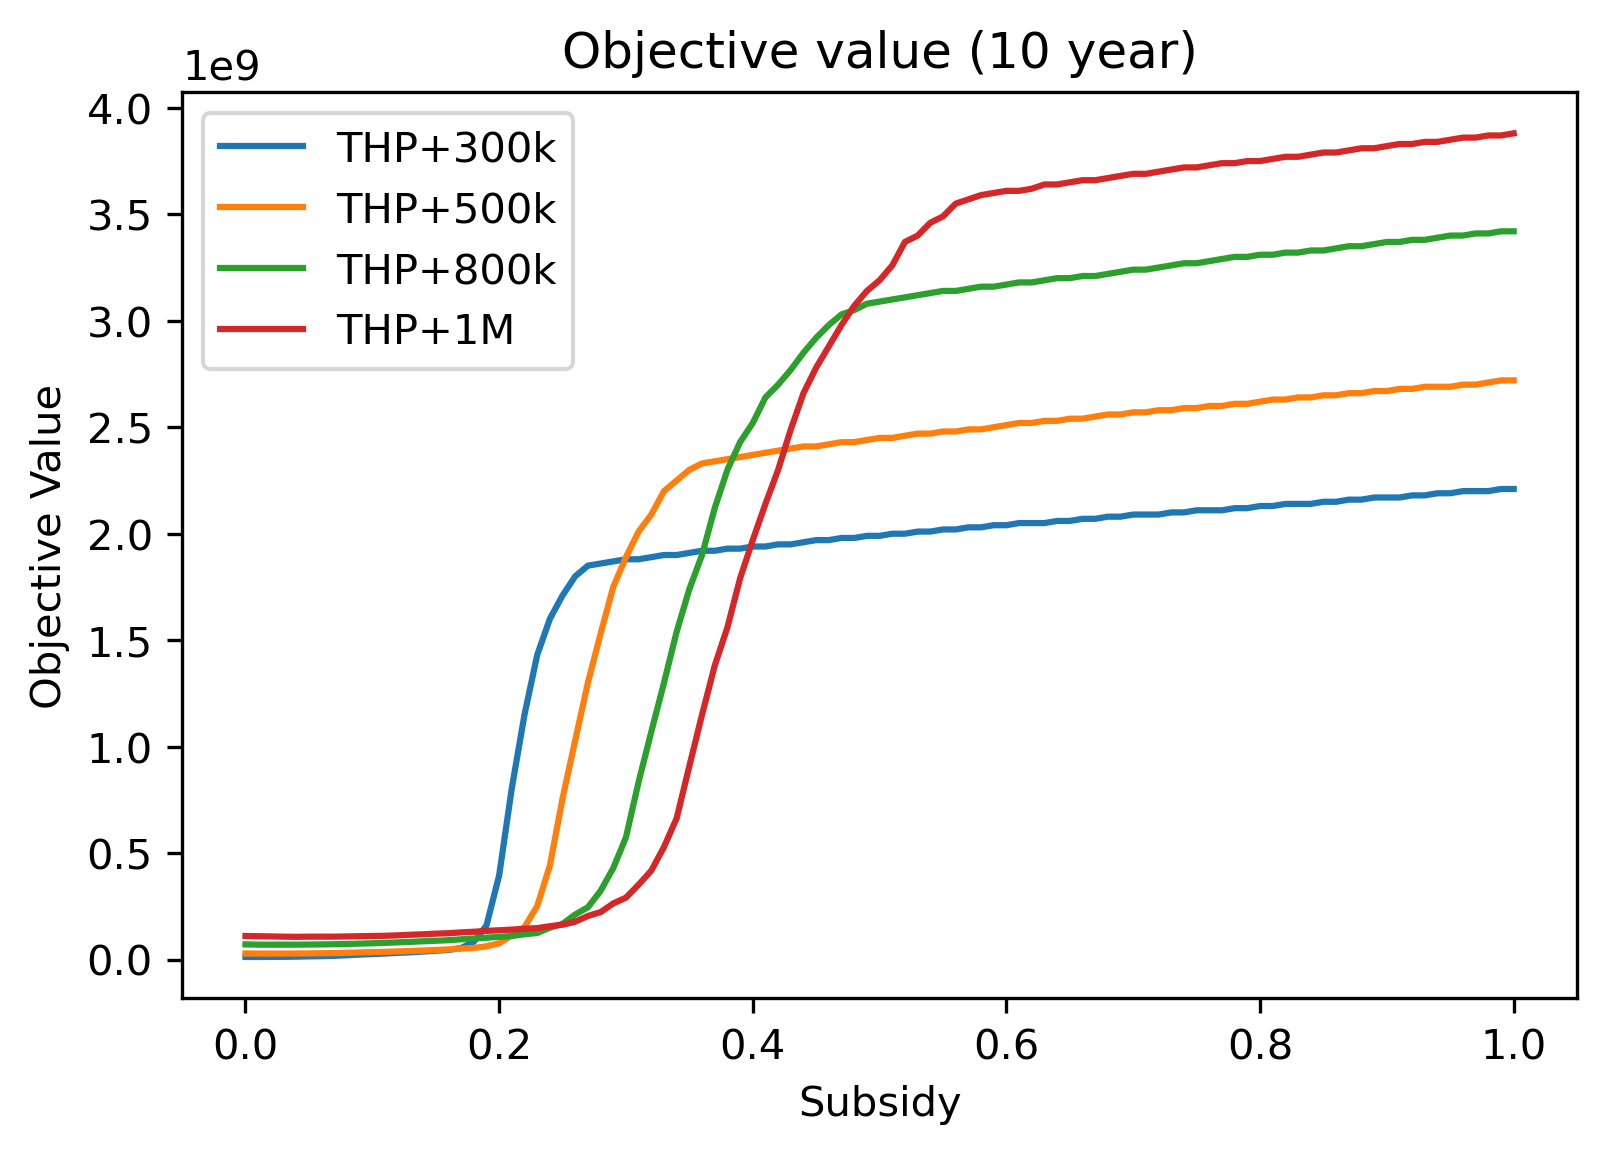 Objective value (10 year)
1e9
4.0
3.5
3.0
2.5
2.0
1.5
1.0
0.5
0.0
Objective Value
THP+300k
THP+500k
THP+800k
THP+1M
0.0 0.2 0.4 0.6 0.8 1.0
Subsidy